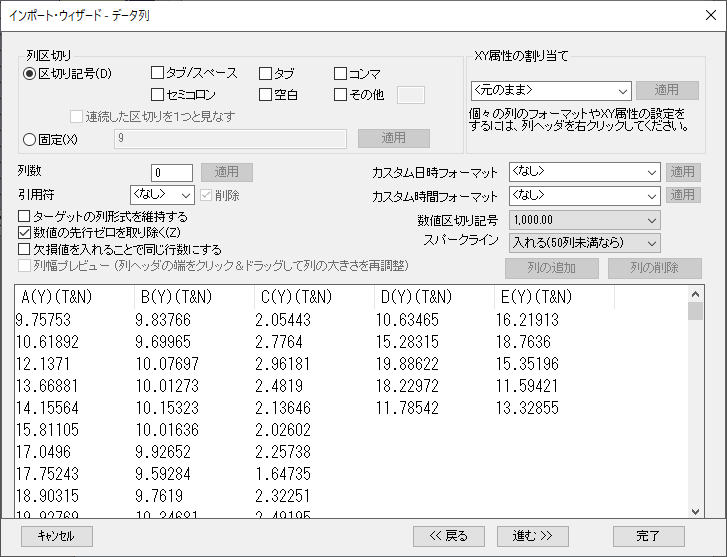 インポート・ウィザード - データ列
列区切り
区切り記号(D)
タブ/スペース
タブ
コンマ
セミコロン
空白
その他
連続した区切りを1つと見なす
固定(X)
9
適用
XY属性の割り当て
<元のまま>
適用
個々の列のフォーマットやXY属性の設定を
するには、列ヘッダを右クリックしてください。
列数
0
適用
引用符
<なし>
削除
ターゲットの列形式を維持する
数値の先行ゼロを取り除く(Z)
欠損値を入れることで同じ行数にする
列幅プレビュー (列ヘッダの端をクリック＆ドラッグして列の大きさを再調整)
カスタム日時フォーマット
<なし>
適用
カスタム時間フォーマット
<なし>
適用
数値区切り記号
1,000.00
スパークライン
入れる(50列未満なら)
列の追加
列の削除
A(Y)(T&N) B(Y)(T&N) C(Y)(T&N) D(Y)(T&N) E(Y)(T&N)
9.75753 9.83766 2.05443 10.63465 16.21913
10.61892 9.69965 2.7764 15.28315 18.7636
12.1371 10.07697 2.96181 19.88622 15.35196
13.66881 10.01273 2.4819 18.22972 11.59421
14.15564 10.15323 2.13646 11.78542 13.32855
15.81105 10.01636 2.02602
17.0496 9.92652 2.25738
17.75243 9.59284 1.64735
18.90315 9.7619 2.32251
19.92769 10.34681 2.49195
キャンセル
<< 戻る
進む >>
完了